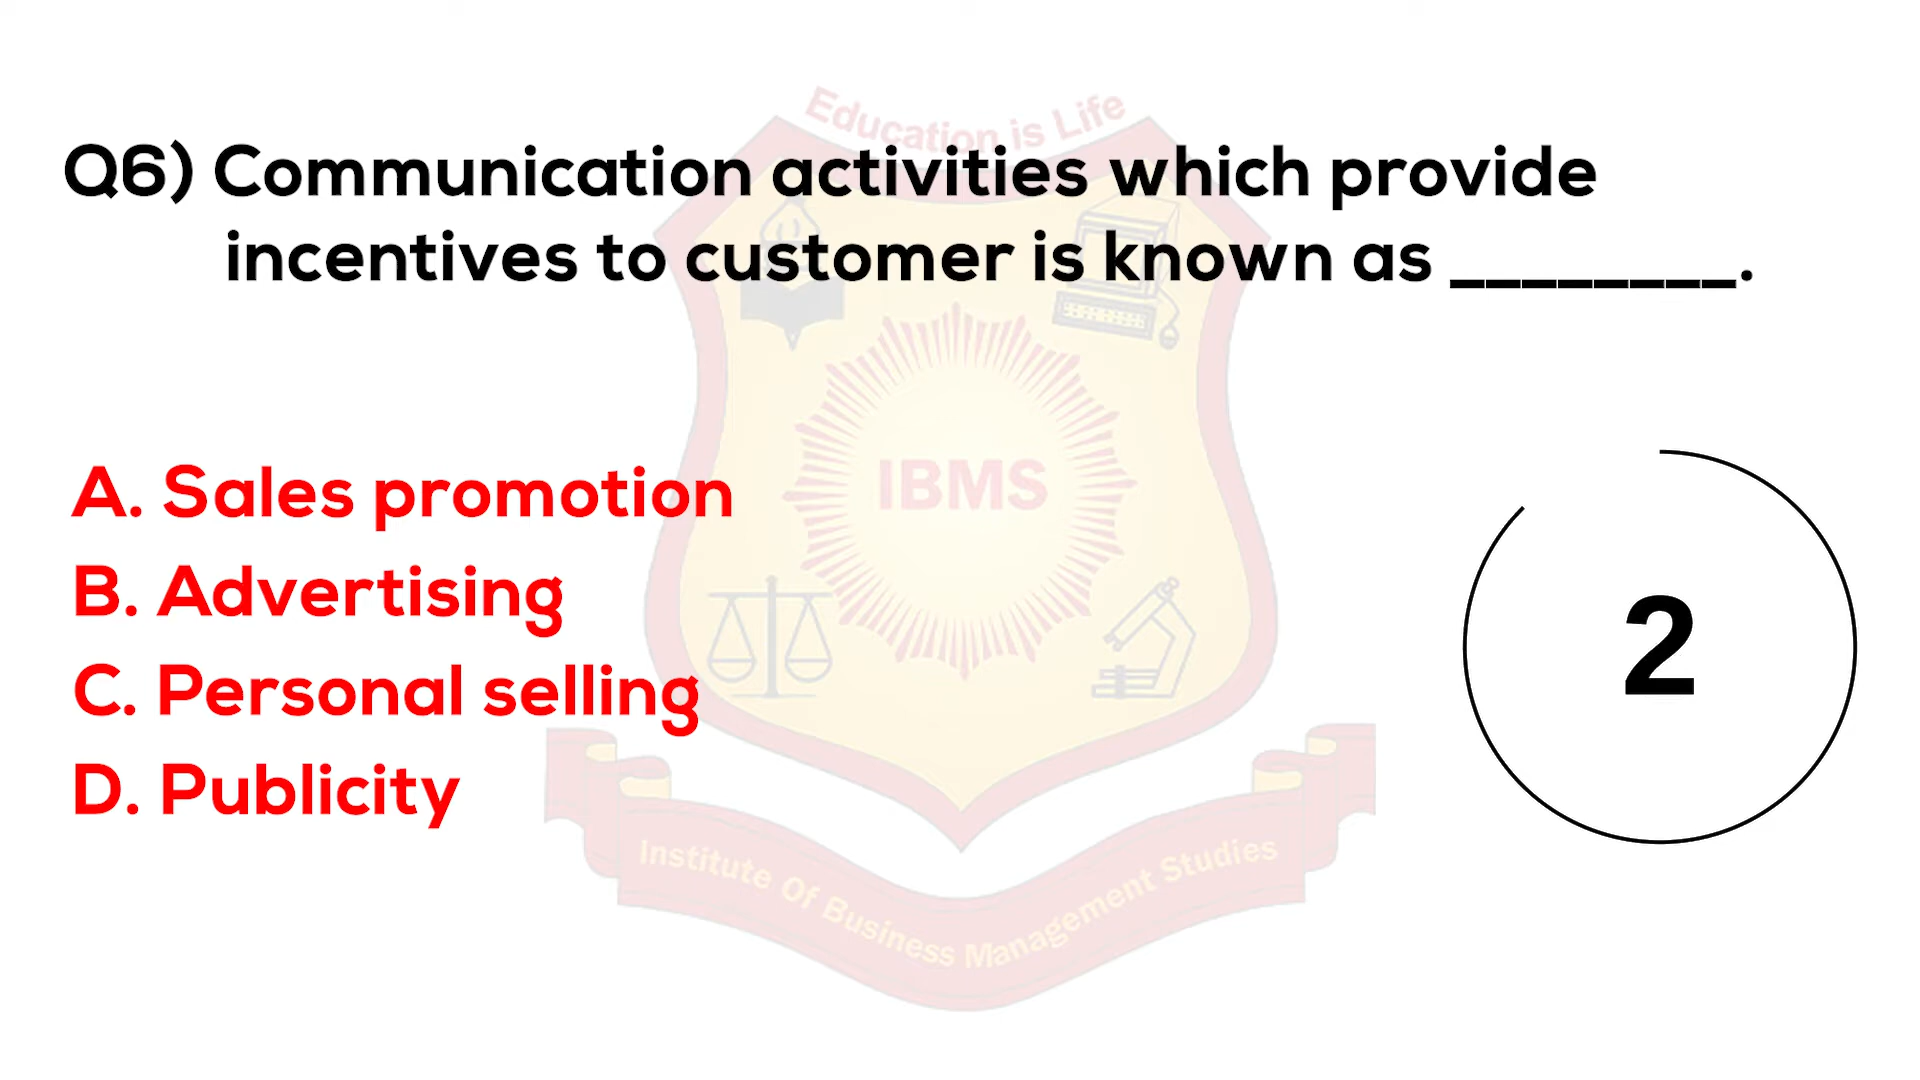 Education is Life
Q6) Communication activities which provide
incentives to customer is known as ________.
IBMS
A. Sales promotion
B. Advertising
C. Personal selling
D. Publicity
2
Institute Of Business Management Studies